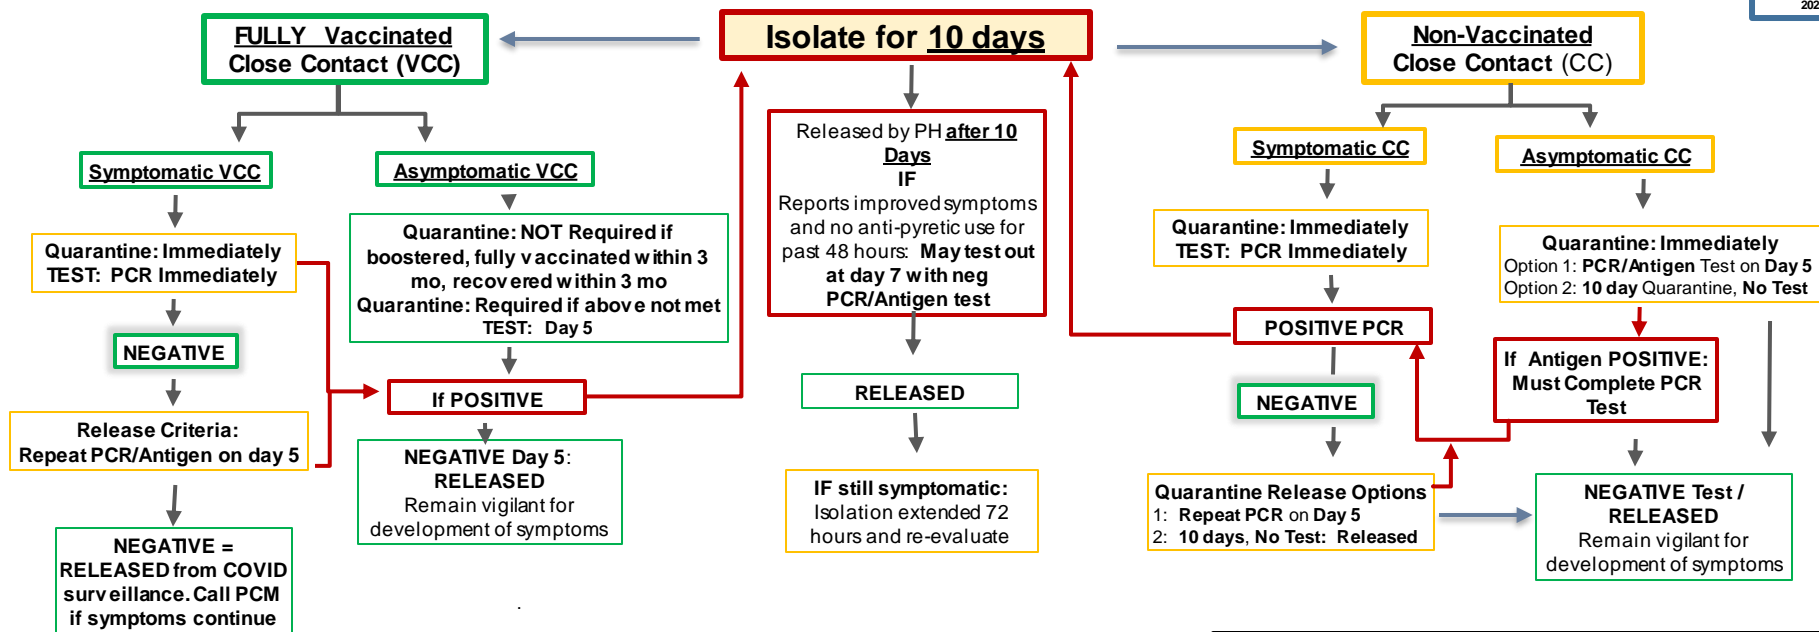 202
FULLY Vaccinated
Close Contact (VCC)
Isolate for 10 days
Non-Vaccinated
Close Contact (CC)
Symptomatic VCC
Asymptomatic VCC
Quarantine: Immediately
TEST: PCR Immediately
NEGATIVE
Release Criteria:
Repeat PCR/Antigen on day 5
NEGATIVE =
RELEASED from COVID
surveillance. Call PCM
if symptoms continue
Quarantine: NOT Required if
boostered, fully vaccinated within 3
mo, recovered within 3 mo
Quarantine: Required if above not met
TEST: Day 5
If POSITIVE
NEGATIVE Day 5:
RELEASED
Remain vigilant for
development of symptoms
Released by PH after 10
Days
IF
Reports improved symptoms
and no anti-pyretic use for
past 48 hours: May test out
at day 7 with neg
PCR/Antigen test
RELEASED
IF still symptomatic:
Isolation extended 72
hours and re-evaluate
Symptomatic CC
Asymptomatic CC
Quarantine: Immediately
TEST: PCR Immediately
POSITIVE PCR
NEGATIVE
Quarantine Release Options
1: Repeat PCR on Day 5
2: 10 days, No Test: Released
Quarantine: Immediately
Option 1: PCR/Antigen Test on Day 5
Option 2: 10 day Quarantine, No Test
If Antigen POSITIVE:
Must Complete PCR
Test
NEGATIVE Test /
RELEASED
Remain vigilant for
development of symptoms
.